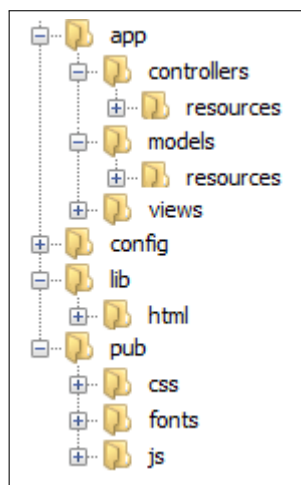 app
controllers
resources
models
resources
views
config
lib
html
pub
css
fonts
js